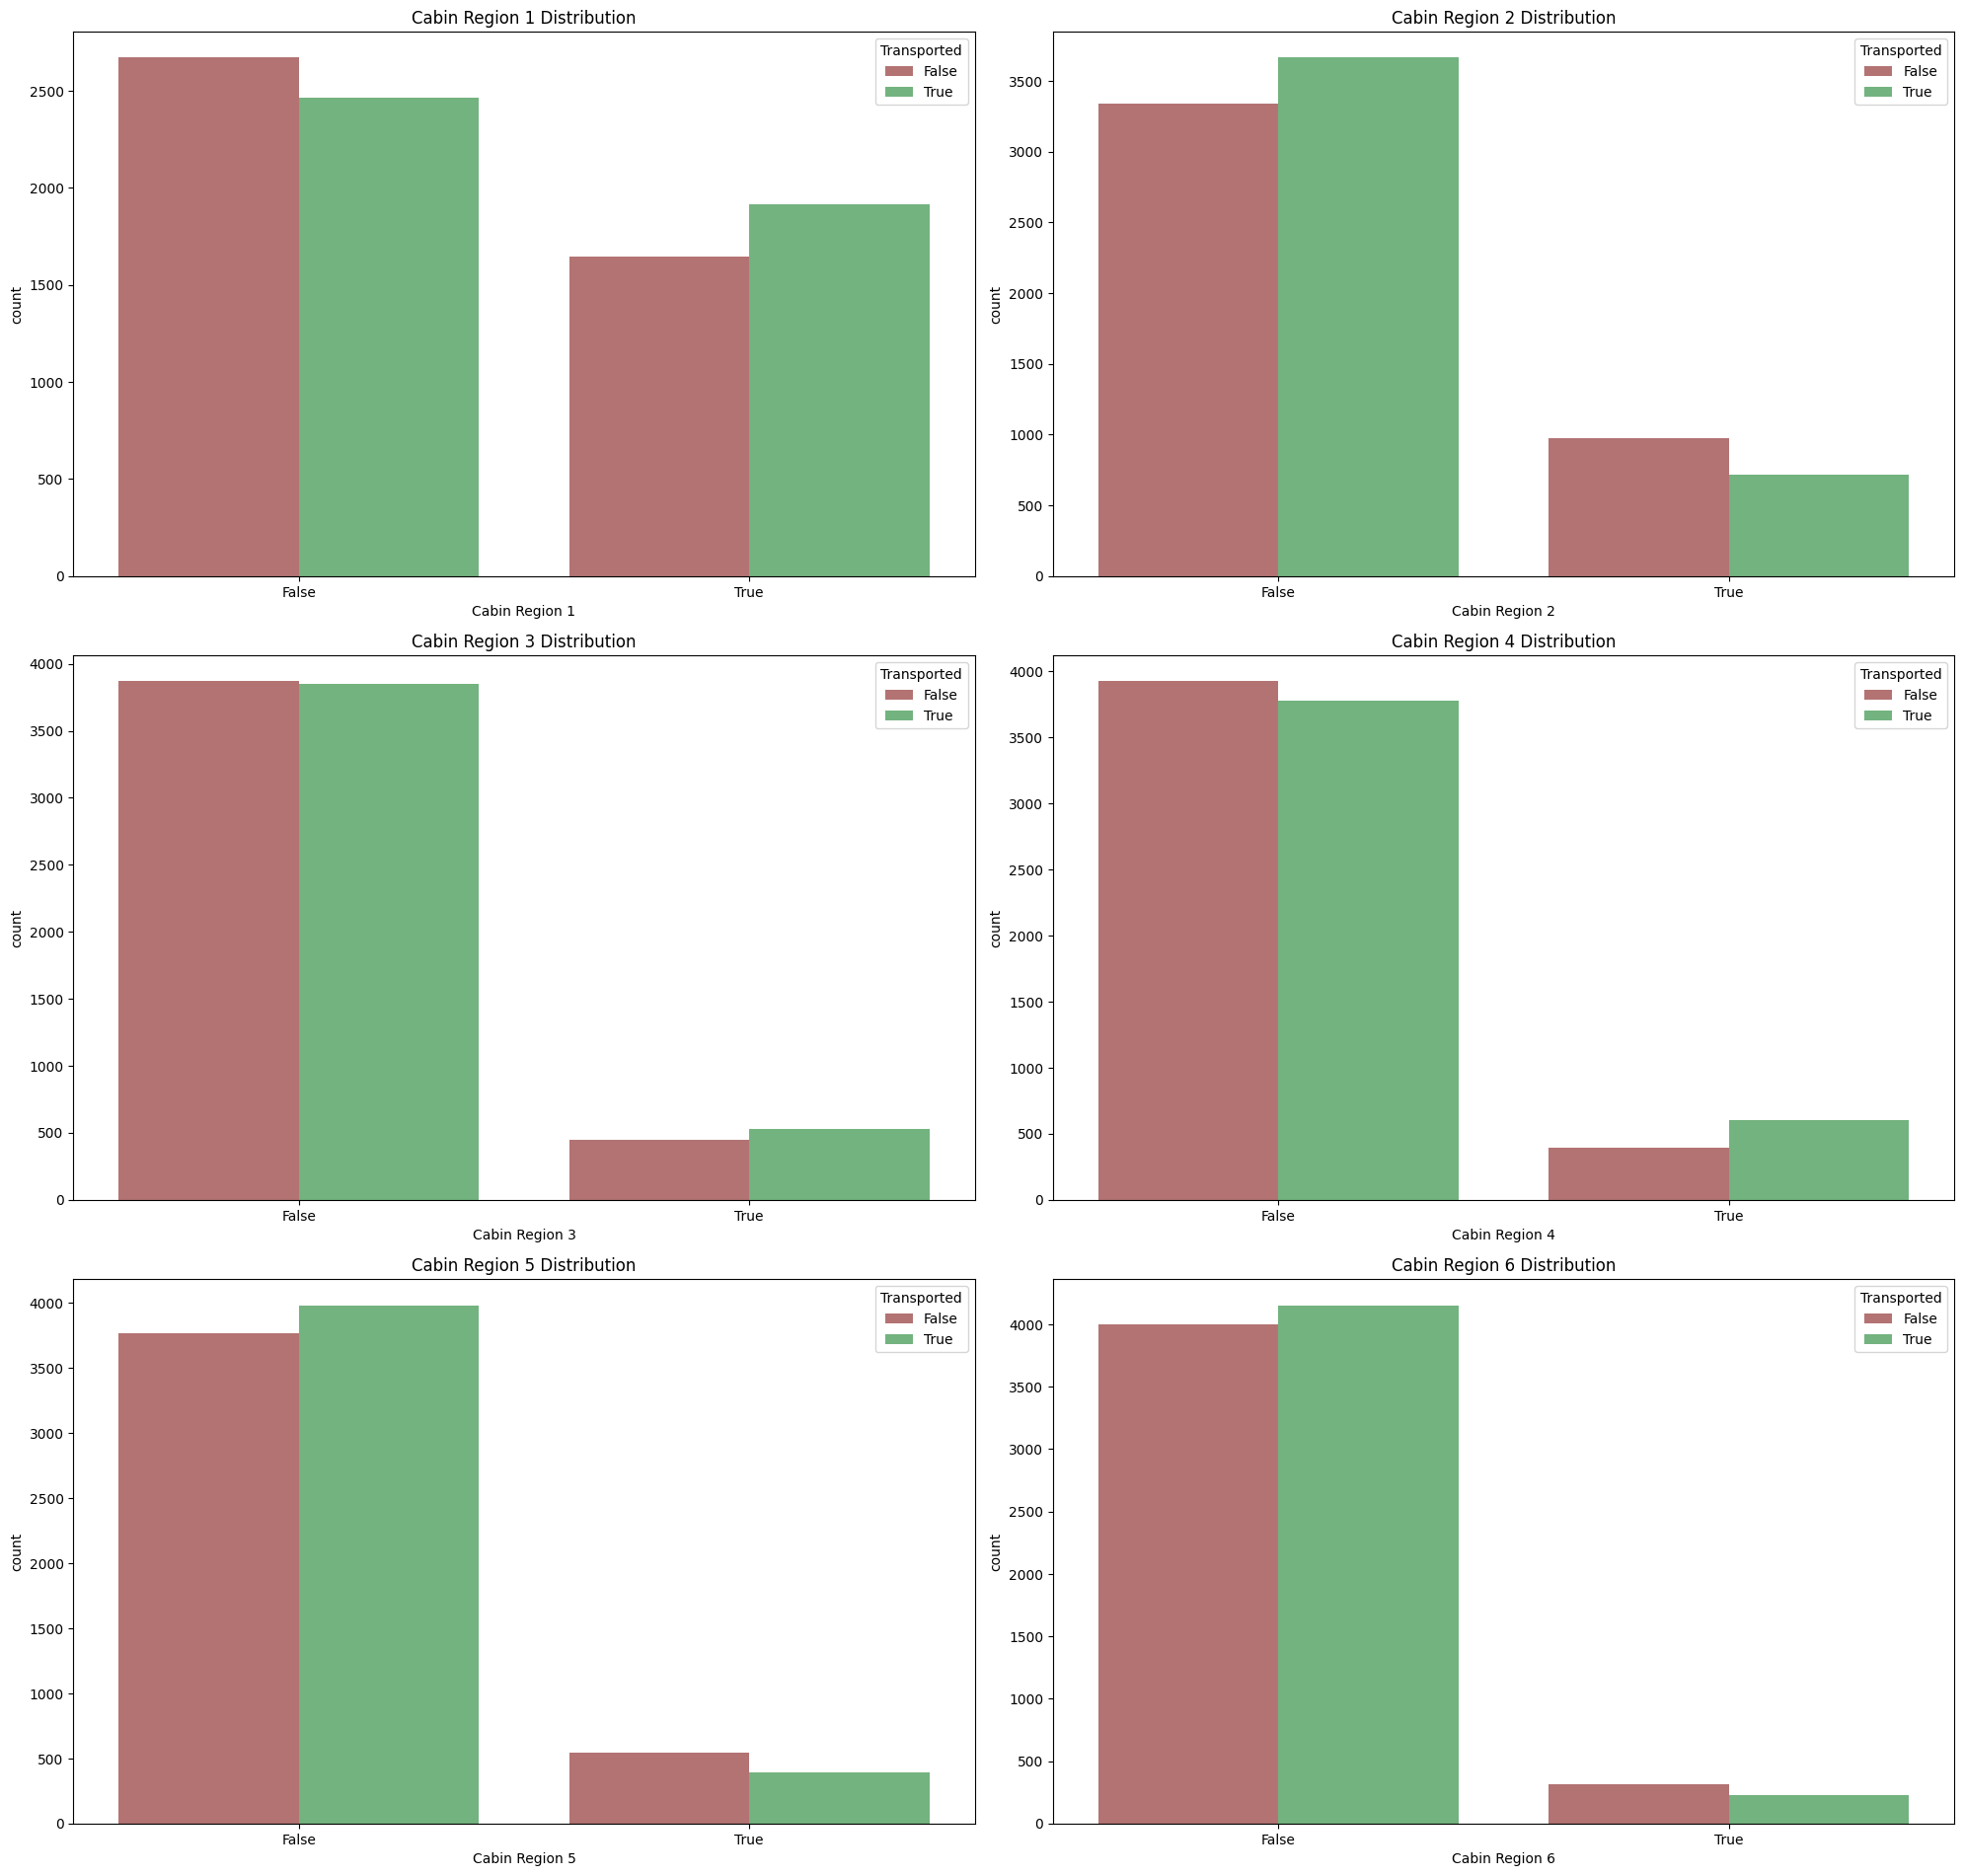 Cabin Region 1 Distribution
Transported
False
True
2500
2000
1500
1000
500
0
count
False
True
Cabin Region 1
Cabin Region 2 Distribution
Transported
False
True
3500
3000
2500
2000
1500
1000
500
0
count
False
True
Cabin Region 2
Cabin Region 3 Distribution
Transported
False
True
4000
3500
3000
2500
2000
1500
1000
500
0
count
False
True
Cabin Region 3
Cabin Region 4 Distribution
Transported
False
True
4000
3500
3000
2500
2000
1500
1000
500
0
count
False
True
Cabin Region 4
Cabin Region 5 Distribution
Transported
False
True
4000
3500
3000
2500
2000
1500
1000
500
0
count
False
True
Cabin Region 5
Cabin Region 6 Distribution
Transported
False
True
4000
3500
3000
2500
2000
1500
1000
500
0
count
False
True
Cabin Region 6